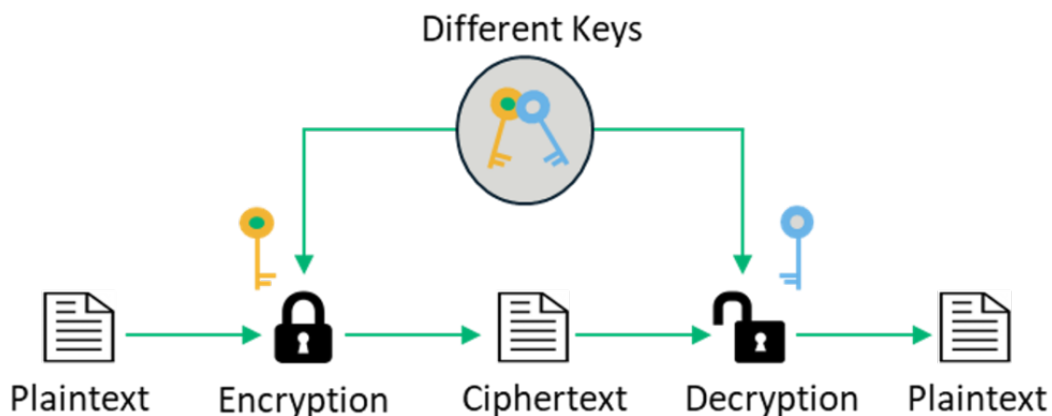 Different Keys
Plaintext
Encryption
Ciphertext
Decryption
Plaintext